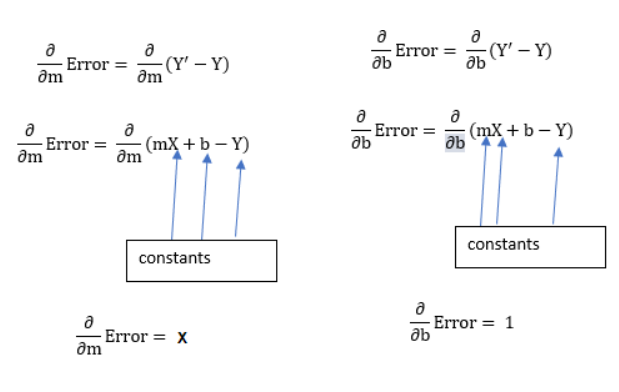 ∂/∂m Error = ∂/∂m (Y′ − Y)
∂/∂m Error = ∂/∂m (mX + b − Y)
constants
∂/∂m Error = x
∂/∂b Error = ∂/∂b (Y′ − Y)
∂/∂b Error = ∂/∂b (mX + b − Y)
constants
∂/∂b Error = 1